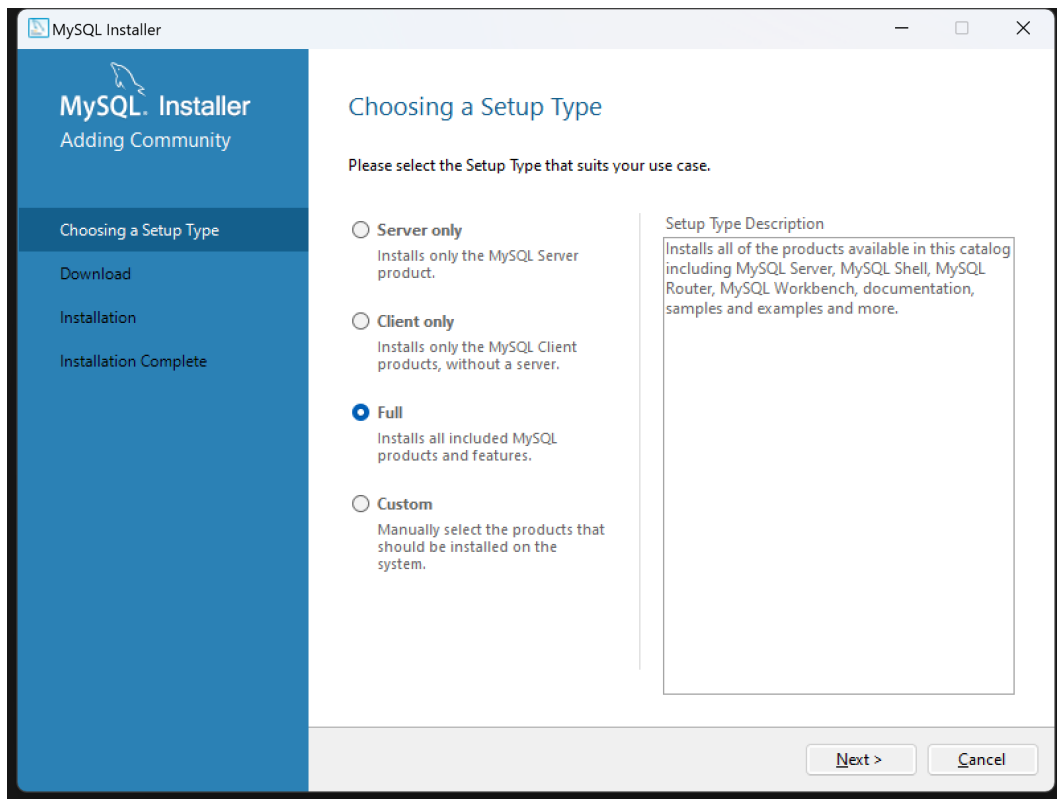 MySQL Installer
MySQL. Installer
Adding Community
Choosing a Setup Type
Download
Installation
Installation Complete
Choosing a Setup Type
Please select the Setup Type that suits your use case.
Server only
Installs only the MySQL Server
product.
Client only
Installs only the MySQL Client
products, without a server.
Full
Installs all included MySQL
products and features.
Custom
Manually select the products that
should be installed on the
system.
Setup Type Description
Installs all of the products available in this catalog
including MySQL Server, MySQL Shell, MySQL
Router, MySQL Workbench, documentation,
samples and examples and more.
Next >
Cancel